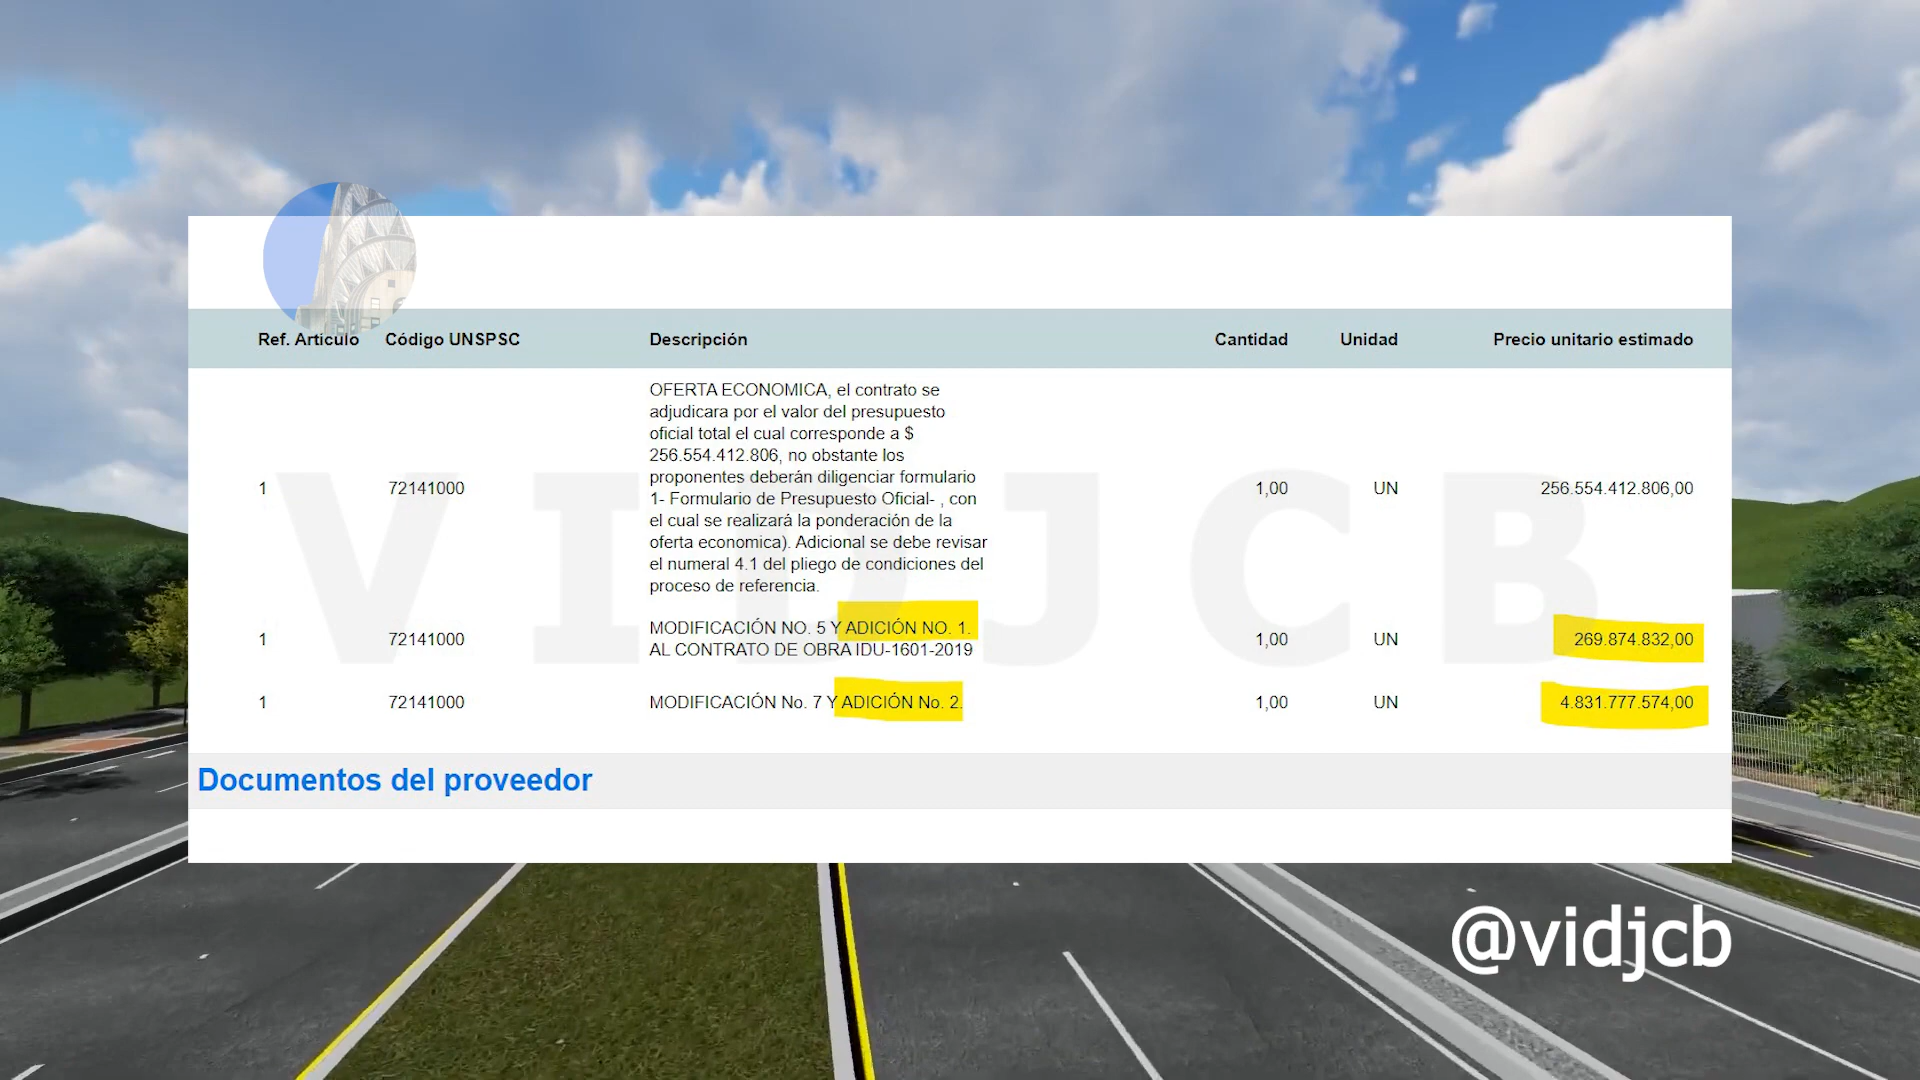 Ref. Artículo Código UNSPSC Descripción Cantidad Unidad Precio unitario estimado
OFERTA ECONOMICA, el contrato se
adjudicara por el valor del presupuesto
oficial total el cual corresponde a $
256.554.412.806, no obstante los
proponentes deberán diligenciar formulario
1 72141000 1- Formulario de Presupuesto Oficial- , con 1,00 UN 256.554.412.806,00
el cual se realizará la ponderación de la
oferta economica). Adicional se debe revisar
el numeral 4.1 del pliego de condiciones del
proceso de referencia.
MODIFICACIÓN NO. 5 Y ADICIÓN NO. 1.
1 72141000 AL CONTRATO DE OBRA IDU-1601-2019 1,00 UN 269.874.832,00
1 72141000 MODIFICACIÓN No. 7 Y ADICIÓN No. 2. 1,00 UN 4.831.777.574,00
VIDJCB
Documentos del proveedor
@vidjcb